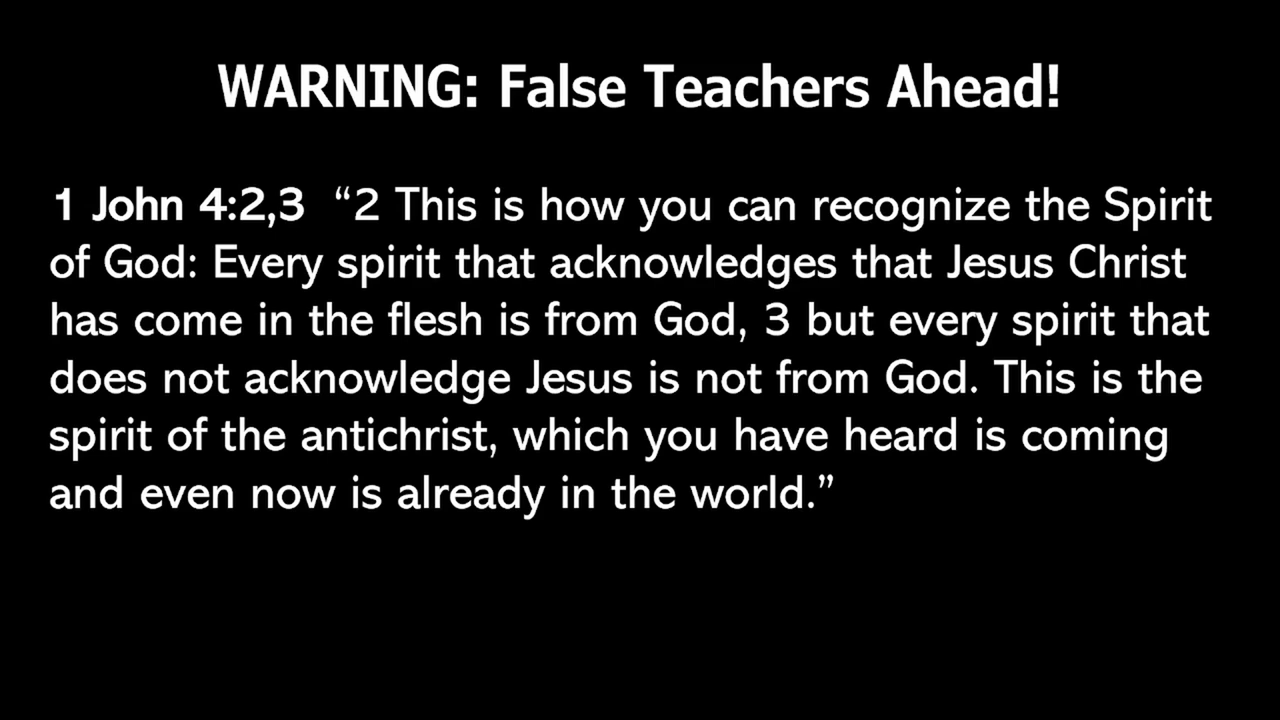 WARNING: False Teachers Ahead!
1 John 4:2,3 “2 This is how you can recognize the Spirit
of God: Every spirit that acknowledges that Jesus Christ
has come in the flesh is from God, 3 but every spirit that
does not acknowledge Jesus is not from God. This is the
spirit of the antichrist, which you have heard is coming
and even now is already in the world.”